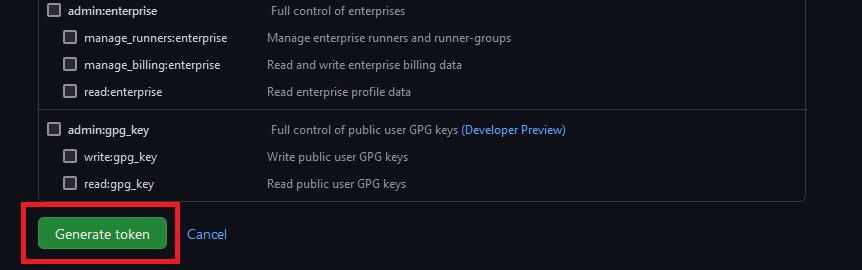 admin:enterprise Full control of enterprises
manage_runners:enterprise Manage enterprise runners and runner-groups
manage_billing:enterprise Read and write enterprise billing data
read:enterprise Read enterprise profile data
admin:gpg_key Full control of public user GPG keys (Developer Preview)
write:gpg_key Write public user GPG keys
read:gpg_key Read public user GPG keys
Generate token Cancel